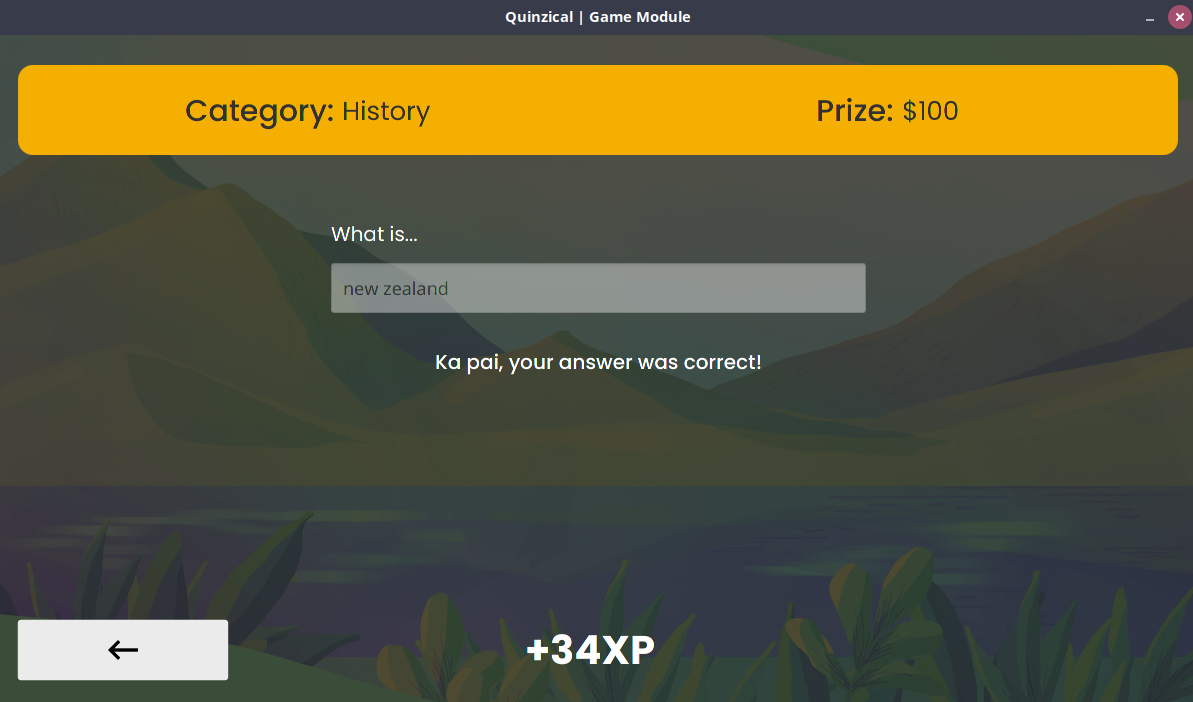 Quinzical | Game Module
Category: History Prize: $100
What is...
new zealand
Ka pai, your answer was correct!
+34XP